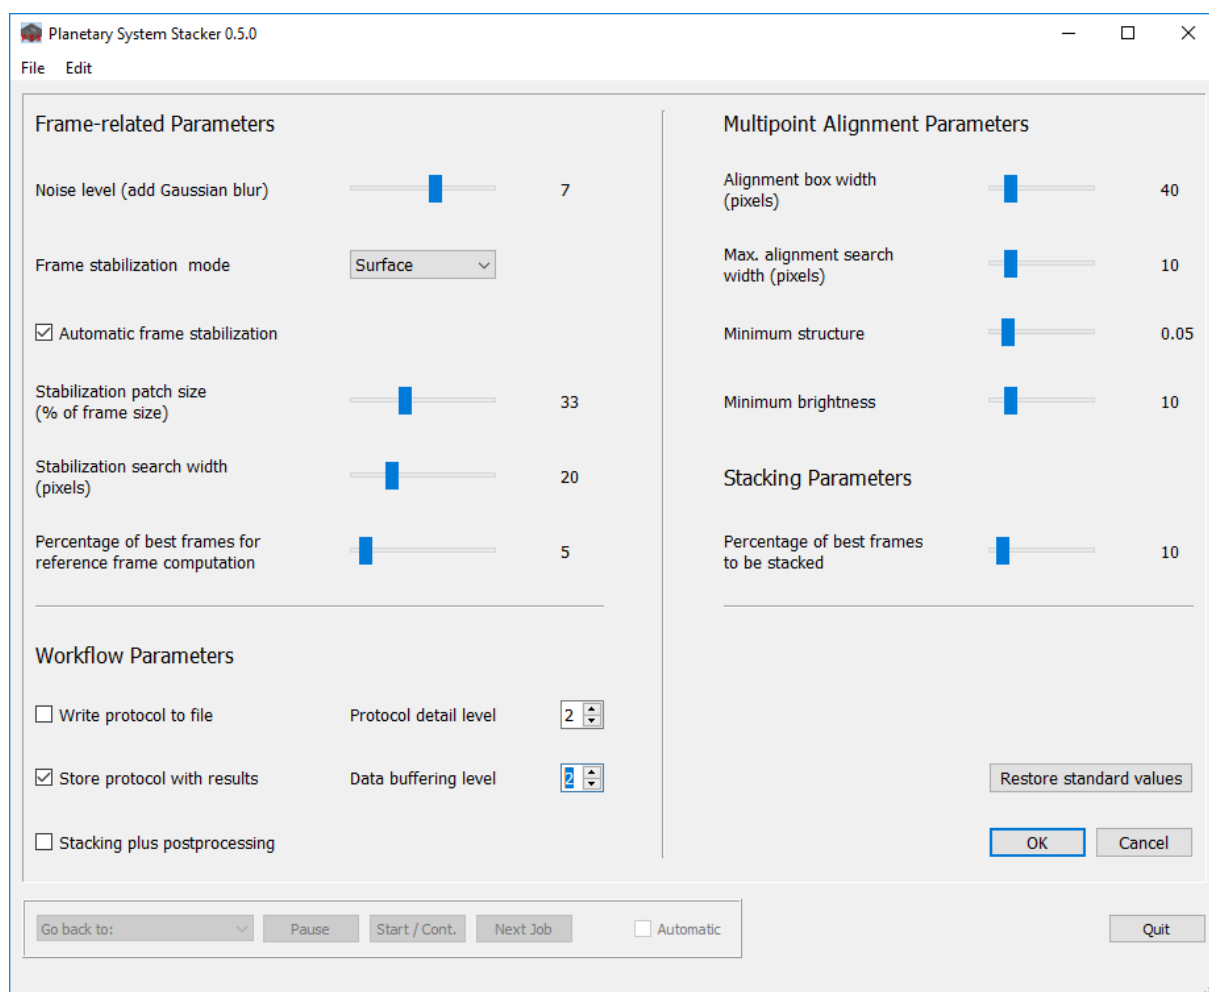 Planetary System Stacker 0.5.0
File Edit
Frame-related Parameters
Noise level (add Gaussian blur) 7
Frame stabilization mode Surface
Automatic frame stabilization
Stabilization patch size
(% of frame size) 33
Stabilization search width
(pixels) 20
Percentage of best frames for
reference frame computation 5
Workflow Parameters
Write protocol to file Protocol detail level 2
Store protocol with results Data buffering level 2
Stacking plus postprocessing
Multipoint Alignment Parameters
Alignment box width
(pixels) 40
Max. alignment search
width (pixels) 10
Minimum structure 0.05
Minimum brightness 10
Stacking Parameters
Percentage of best frames
to be stacked 10
Restore standard values
OK Cancel
Go back to: Pause Start / Cont. Next Job Automatic Quit